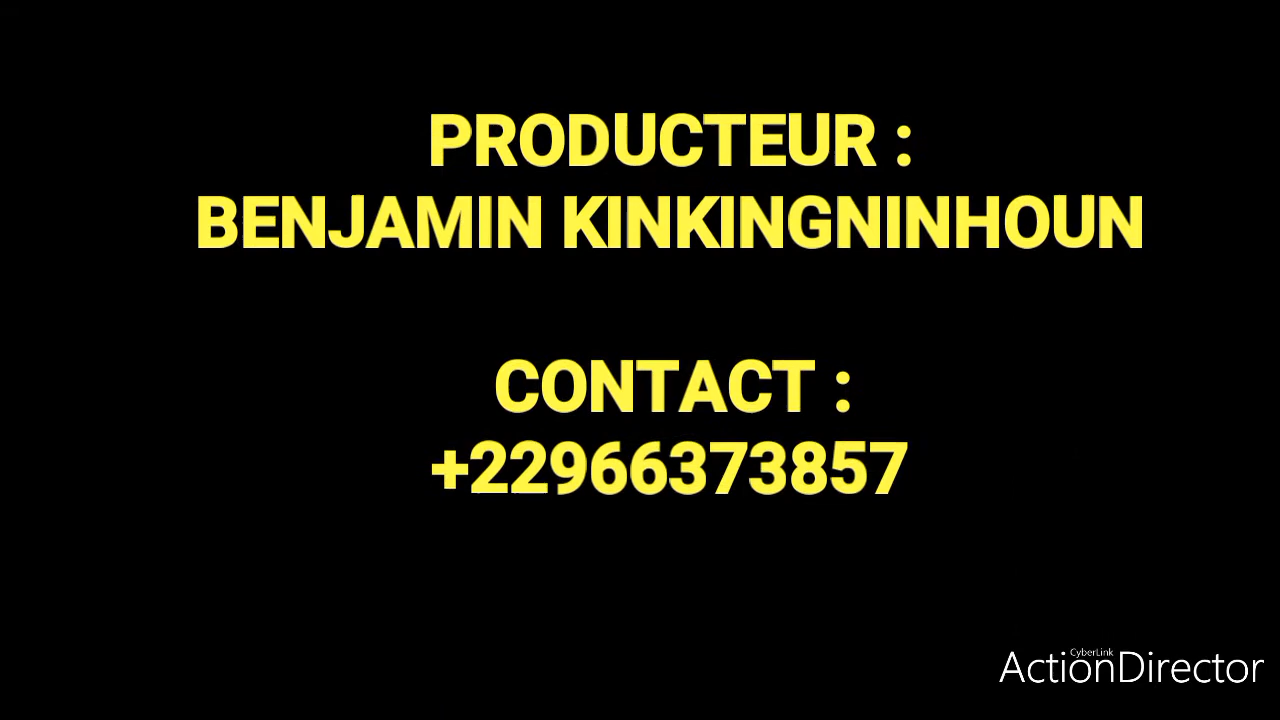 PRODUCTEUR :
BENJAMIN KINKINGNINHOUN
CONTACT :
+22966373857
CyberLink
ActionDirector